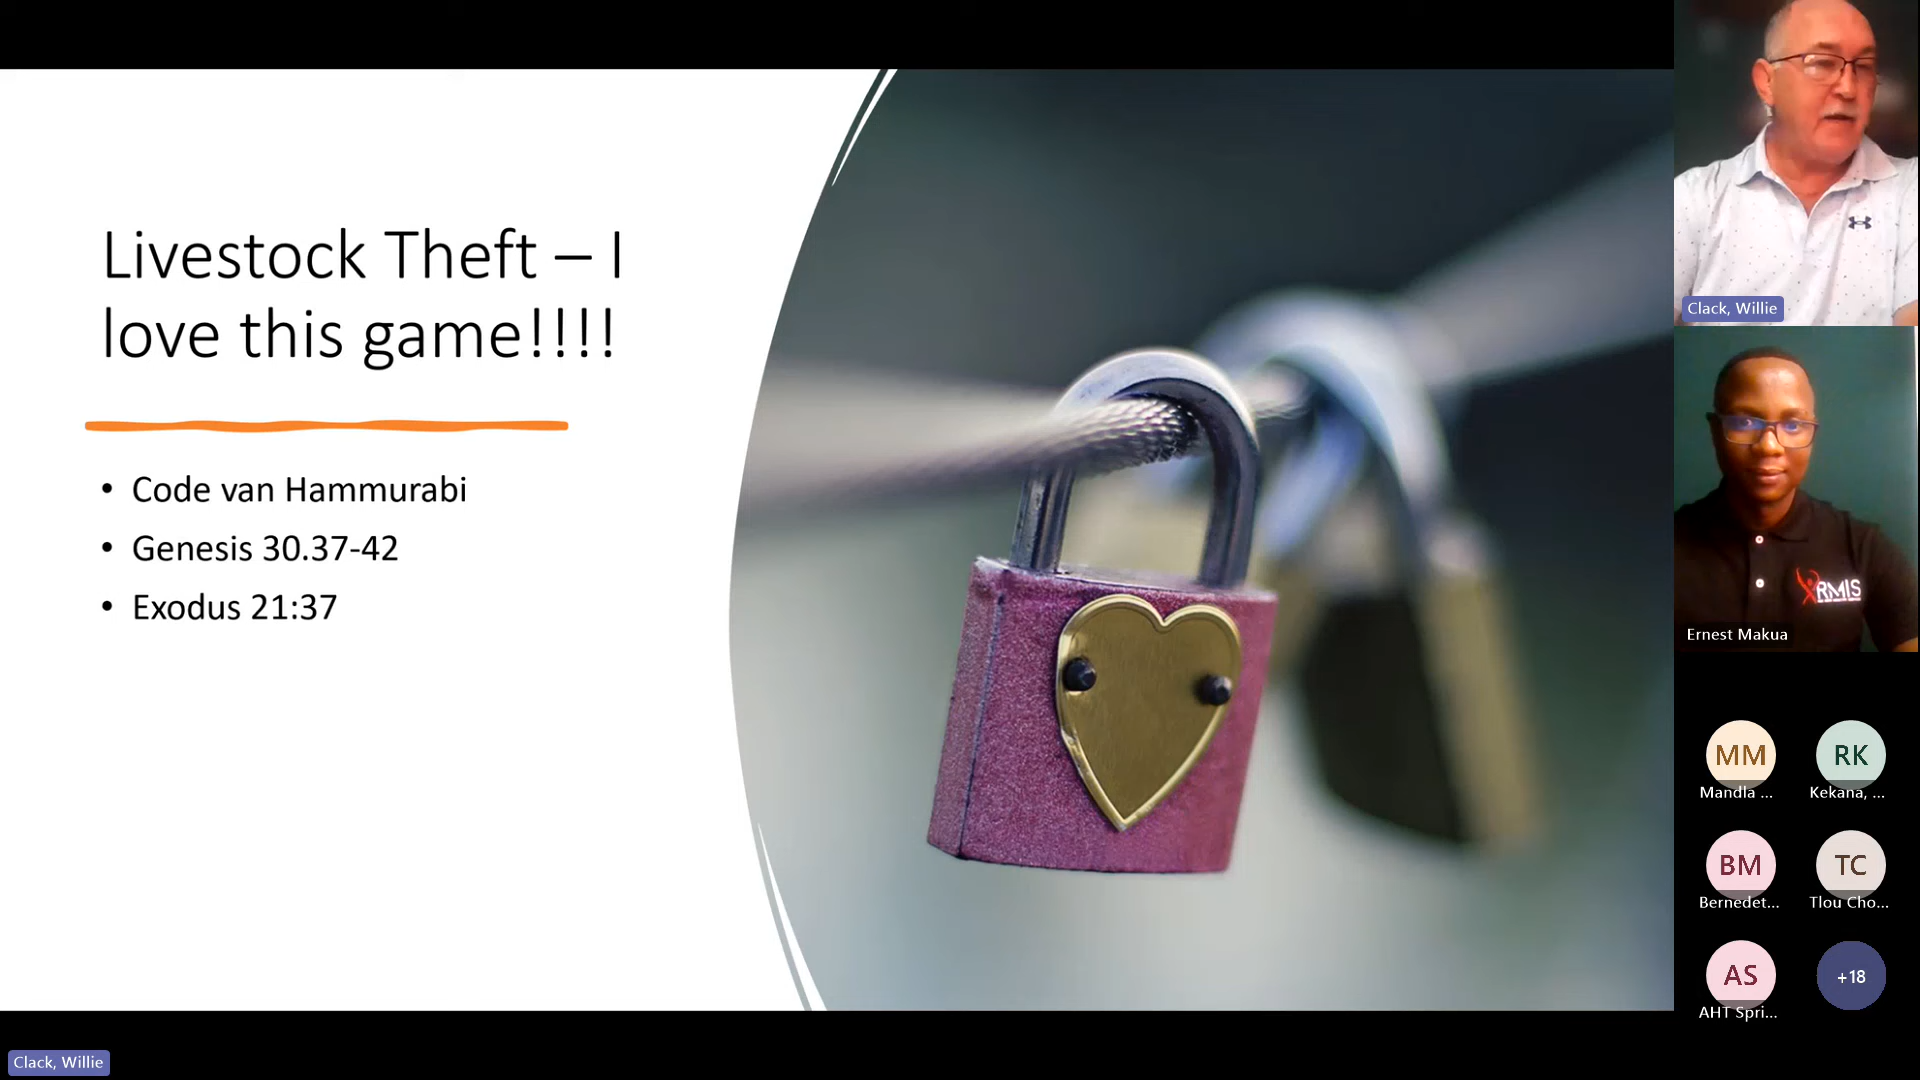 Livestock Theft – I
love this game!!!!
• Code van Hammurabi
• Genesis 30.37-42
• Exodus 21:37
Clack, Willie
RMIS
Ernest Makua
MM
RK
Mandla ...
Kekana, ...
BM
TC
Bernedet...
Tlou Cho...
AS
+18
AHT Spri...
Clack, Willie